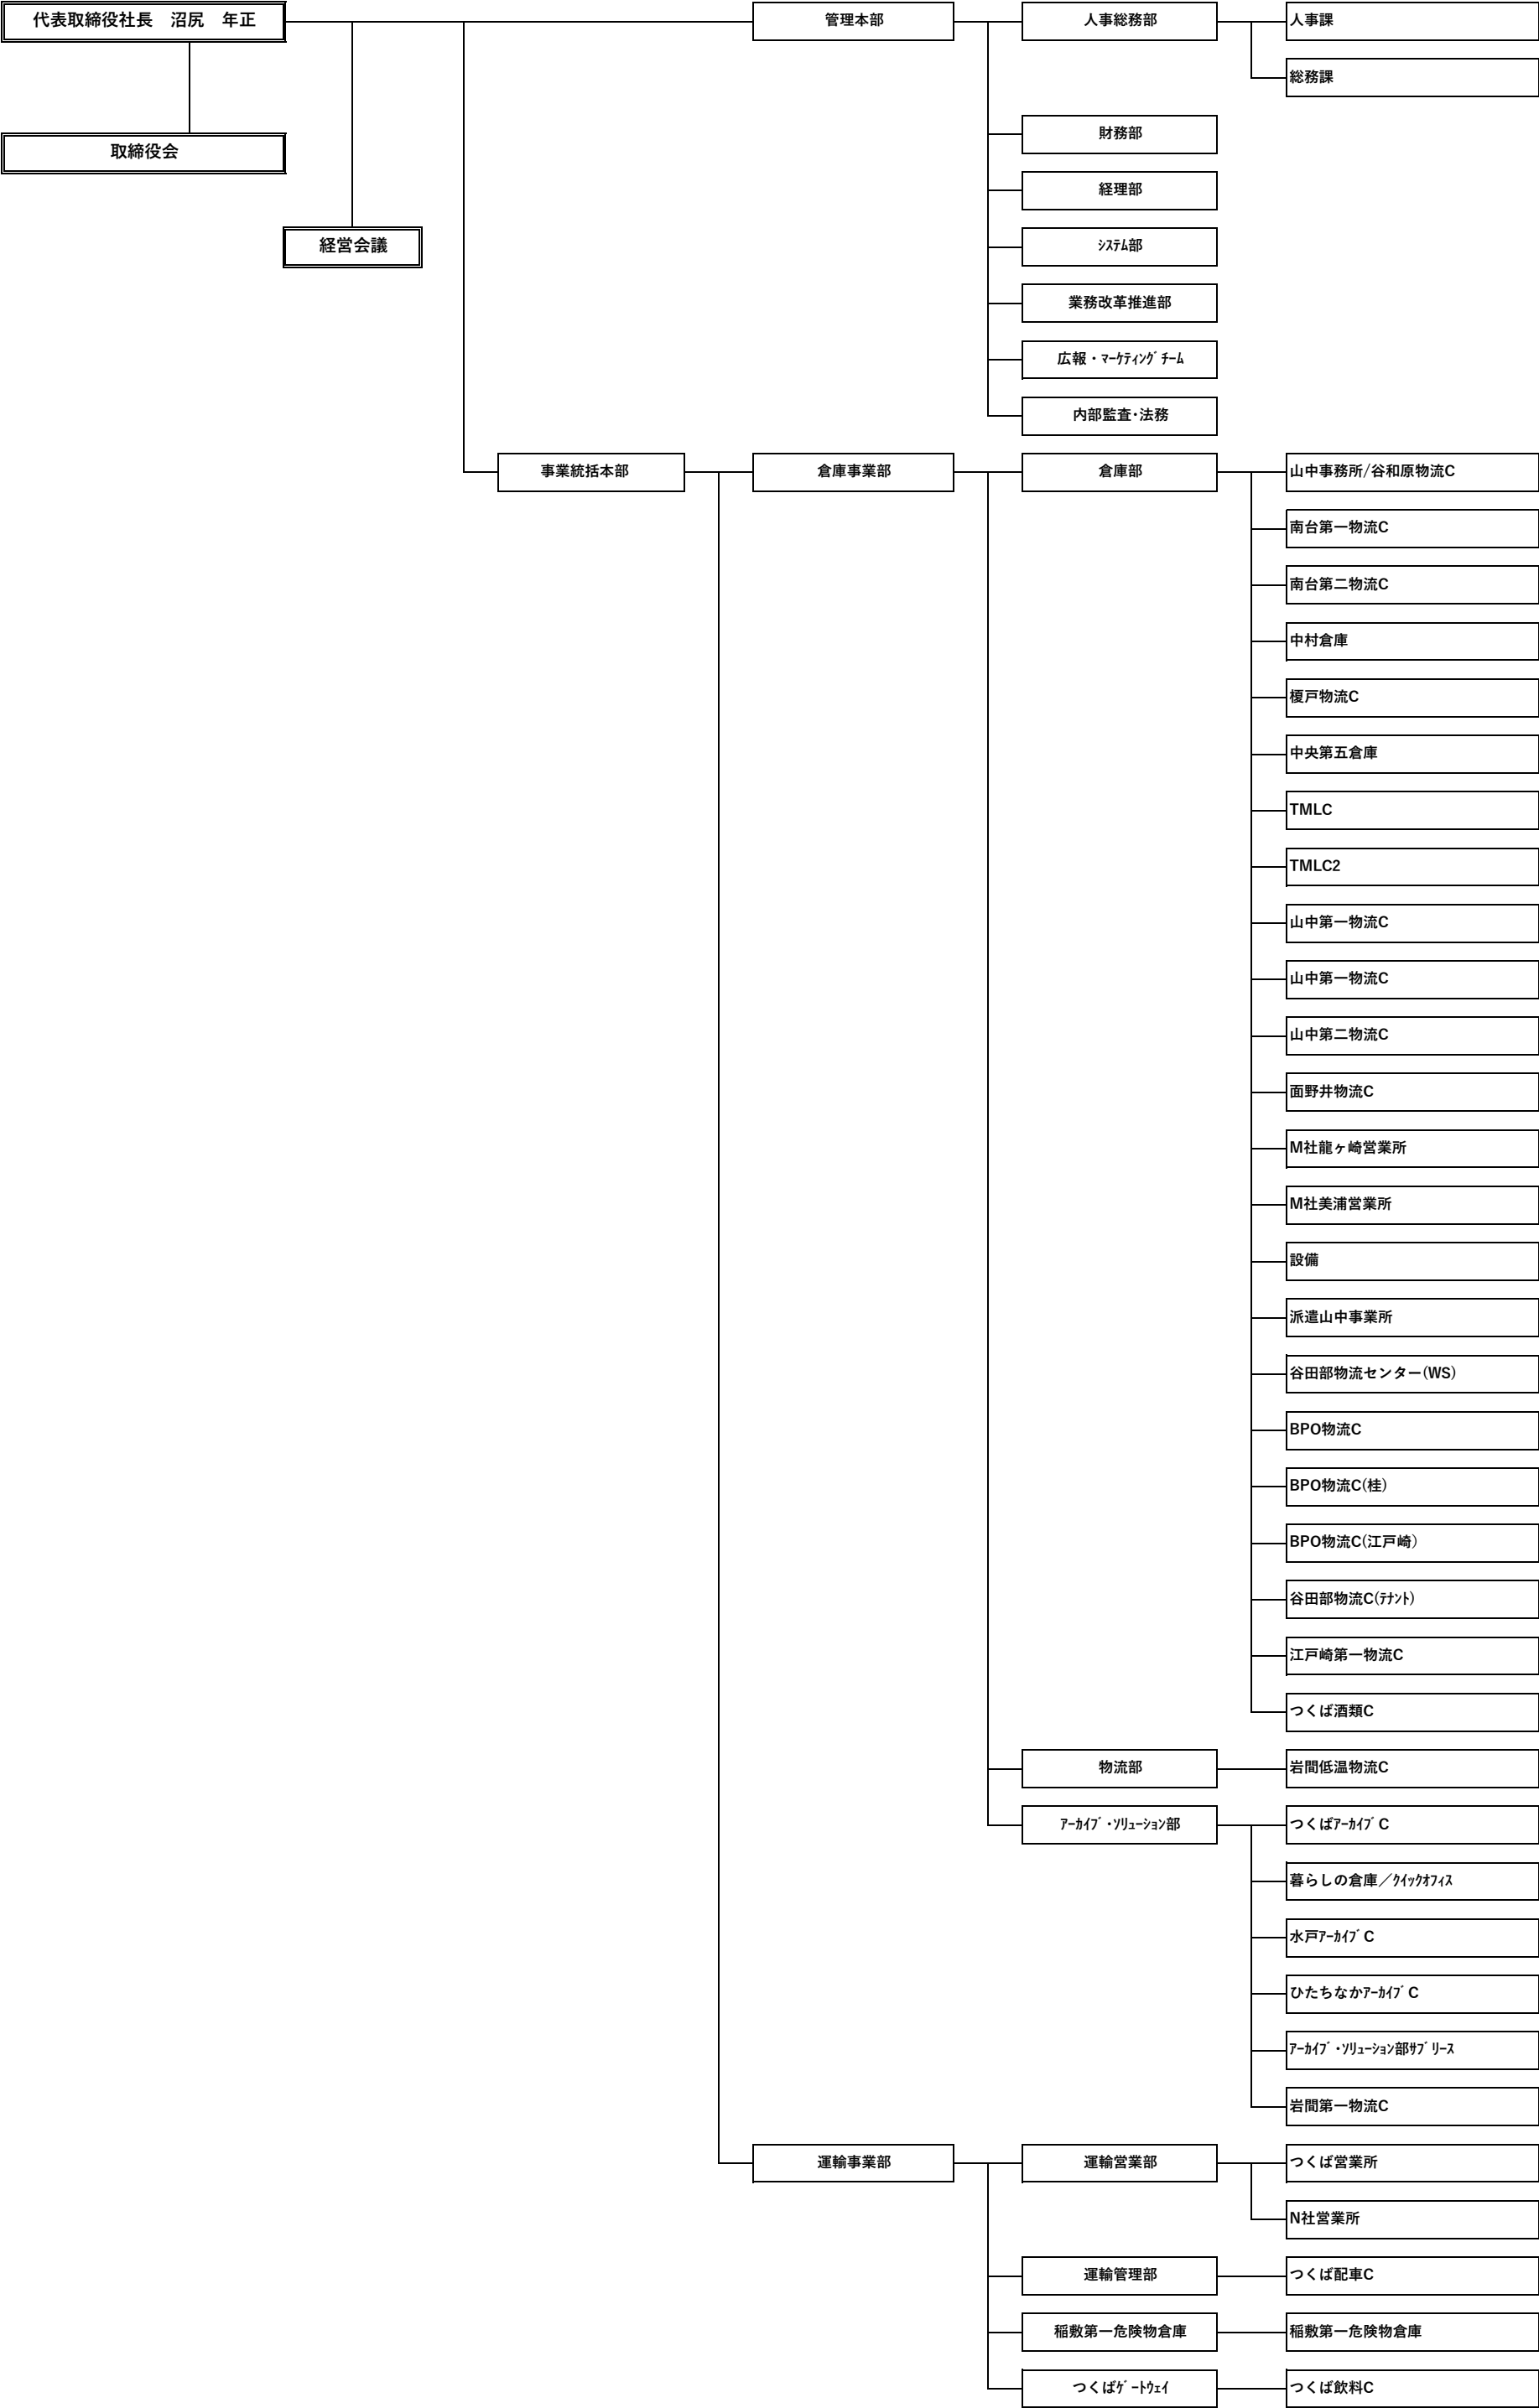 代表取締役社長　沼尻　年正
管理本部
人事総務部
人事課
総務課
取締役会
財務部
経理部
経営会議
ｼｽﾃﾑ部
業務改革推進部
広報・ﾏｰｹﾃｨﾝｸﾞﾁｰﾑ
内部監査･法務
事業統括本部
倉庫事業部
倉庫部
山中事務所/谷和原物流C
南台第一物流C
南台第二物流C
中村倉庫
榎戸物流C
中央第五倉庫
TMLC
TMLC2
山中第一物流C
山中第一物流C
山中第二物流C
面野井物流C
M社龍ヶ崎営業所
M社美浦営業所
設備
派遣山中事業所
谷田部物流センター(WS)
BPO物流C
BPO物流C(桂)
BPO物流C(江戸崎)
谷田部物流C(ﾃﾅﾝﾄ)
江戸崎第一物流C
つくば酒類C
物流部
岩間低温物流C
ｱｰｶｲﾌﾞ･ｿﾘｭｰｼｮﾝ部
つくばｱｰｶｲﾌﾞC
暮らしの倉庫／ｸｲｯｸｵﾌｨｽ
水戸ｱｰｶｲﾌﾞC
ひたちなかｱｰｶｲﾌﾞC
ｱｰｶｲﾌﾞ･ｿﾘｭｰｼｮﾝ部ｻﾌﾞﾘｰｽ
岩間第一物流C
運輸事業部
運輸営業部
つくば営業所
N社営業所
運輸管理部
つくば配車C
稲敷第一危険物倉庫
稲敷第一危険物倉庫
つくばｹﾞｰﾄｳｪｲ
つくば飲料C